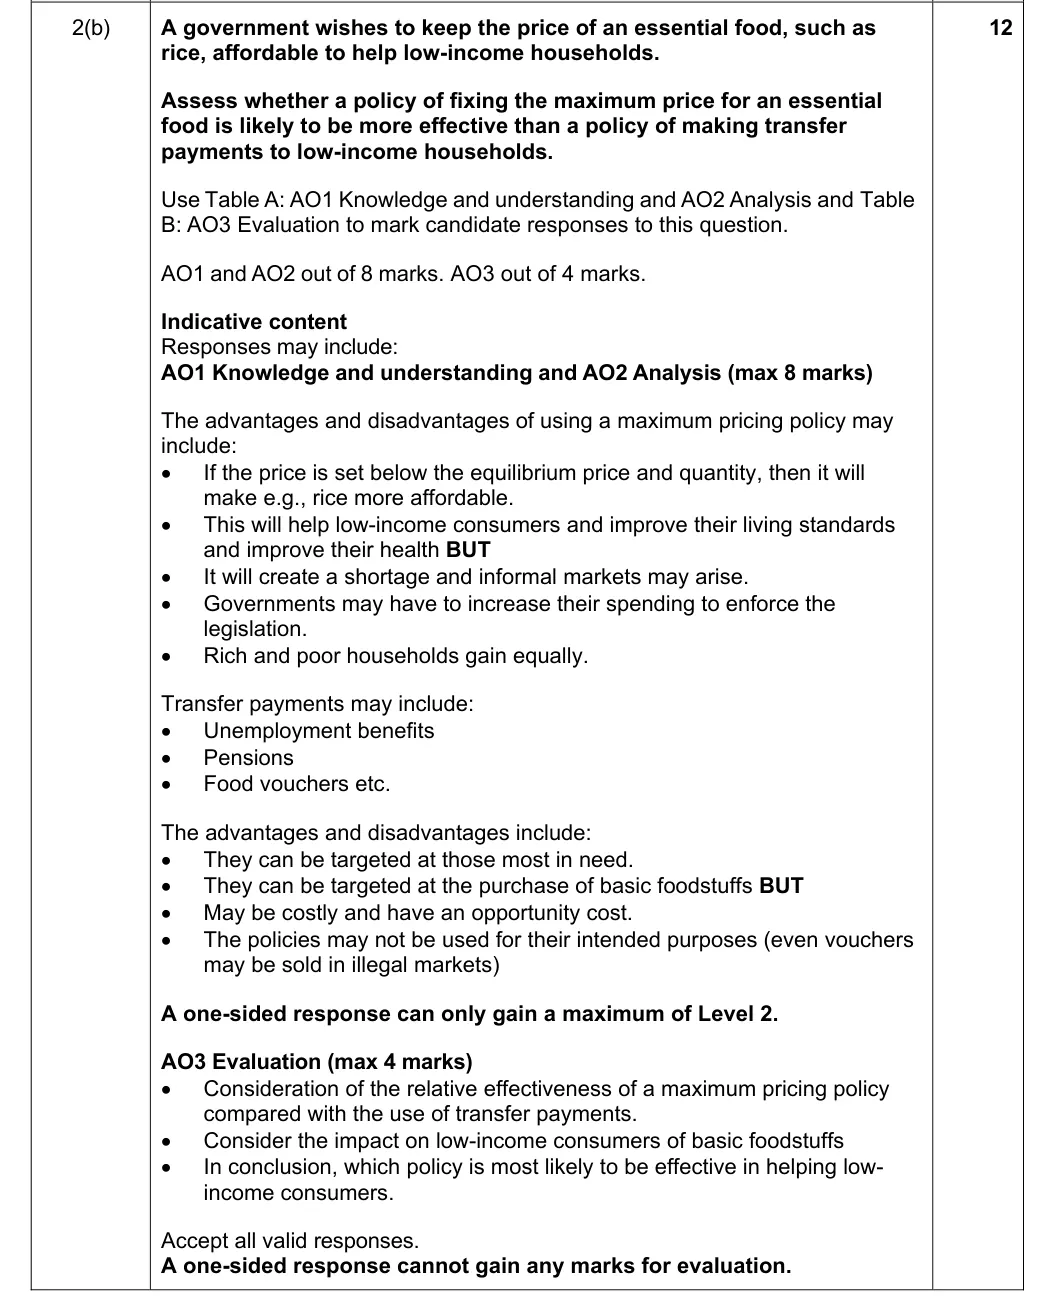 2(b)
A government wishes to keep the price of an essential food, such as
rice, affordable to help low-income households.
12
Assess whether a policy of fixing the maximum price for an essential
food is likely to be more effective than a policy of making transfer
payments to low-income households.
Use Table A: AO1 Knowledge and understanding and AO2 Analysis and Table
B: AO3 Evaluation to mark candidate responses to this question.
AO1 and AO2 out of 8 marks. AO3 out of 4 marks.
Indicative content
Responses may include:
AO1 Knowledge and understanding and AO2 Analysis (max 8 marks)
The advantages and disadvantages of using a maximum pricing policy may
include:
• If the price is set below the equilibrium price and quantity, then it will
make e.g., rice more affordable.
• This will help low-income consumers and improve their living standards
and improve their health BUT
• It will create a shortage and informal markets may arise.
• Governments may have to increase their spending to enforce the
legislation.
• Rich and poor households gain equally.
Transfer payments may include:
• Unemployment benefits
• Pensions
• Food vouchers etc.
The advantages and disadvantages include:
• They can be targeted at those most in need.
• They can be targeted at the purchase of basic foodstuffs BUT
• May be costly and have an opportunity cost.
• The policies may not be used for their intended purposes (even vouchers
may be sold in illegal markets)
A one-sided response can only gain a maximum of Level 2.
AO3 Evaluation (max 4 marks)
• Consideration of the relative effectiveness of a maximum pricing policy
compared with the use of transfer payments.
• Consider the impact on low-income consumers of basic foodstuffs
• In conclusion, which policy is most likely to be effective in helping low-
income consumers.
Accept all valid responses.
A one-sided response cannot gain any marks for evaluation.